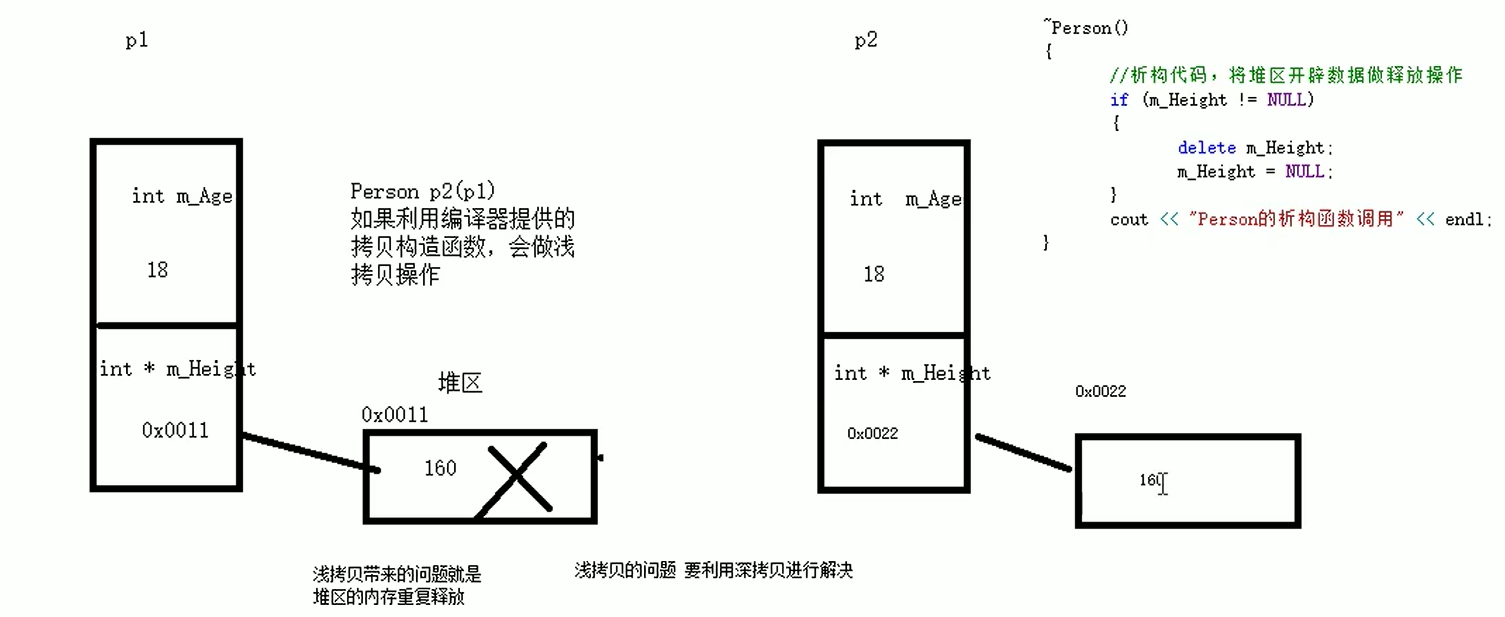 p1
int m_Age
18
int * m_Height
0x0011
Person p2(p1)
如果利用编译器提供的
拷贝构造函数，会做浅
拷贝操作
堆区
0x0011
160
浅拷贝带来的问题就是
堆区的内存重复释放
浅拷贝的问题 要利用深拷贝进行解决
p2
int  m_Age
18
int * m_Height
0x0022
0x0022
160
~Person()
{
//析构代码，将堆区开辟数据做释放操作
if (m_Height != NULL)
{
delete m_Height;
m_Height = NULL;
}
cout << "Person的析构函数调用" << endl;
}